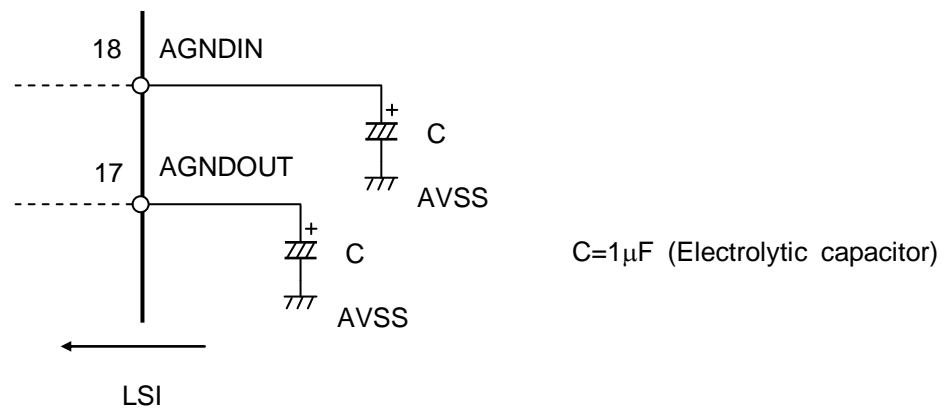 18 AGNDIN
+
C
17 AGNDOUT
AVSS
+
C
C=1μF (Electrolytic capacitor)
AVSS
LSI